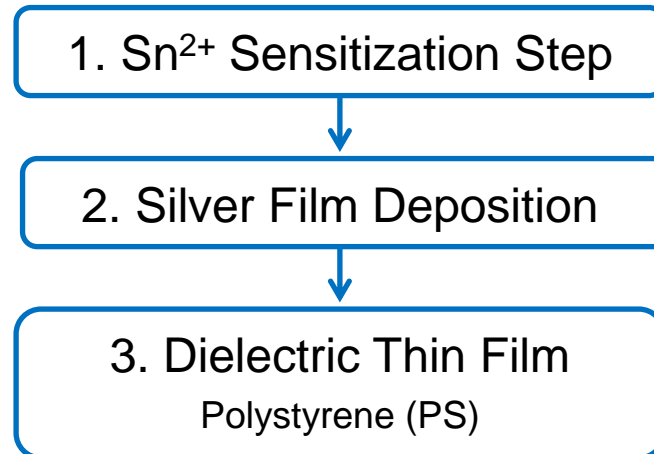 1. Sn²⁺ Sensitization Step
2. Silver Film Deposition
3. Dielectric Thin Film
Polystyrene (PS)